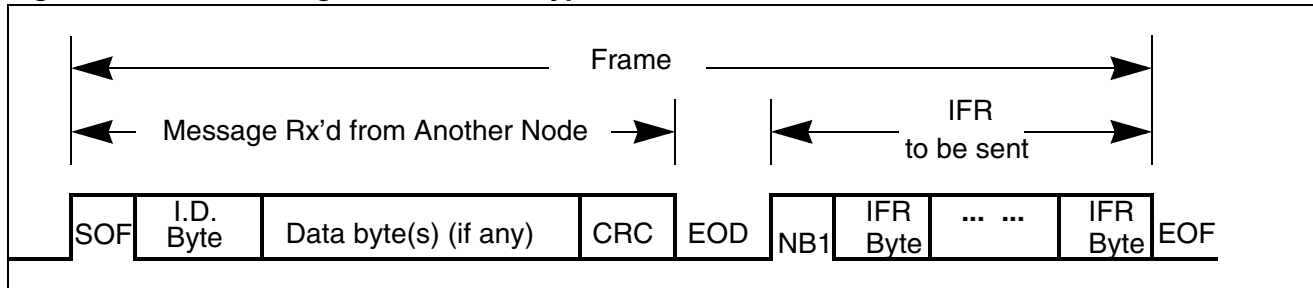 Frame
Message Rx'd from Another Node
IFR
to be sent
SOF
I.D.
Byte
Data byte(s) (if any)
CRC
EOD
NB1
IFR
Byte
... ...
IFR
Byte
EOF